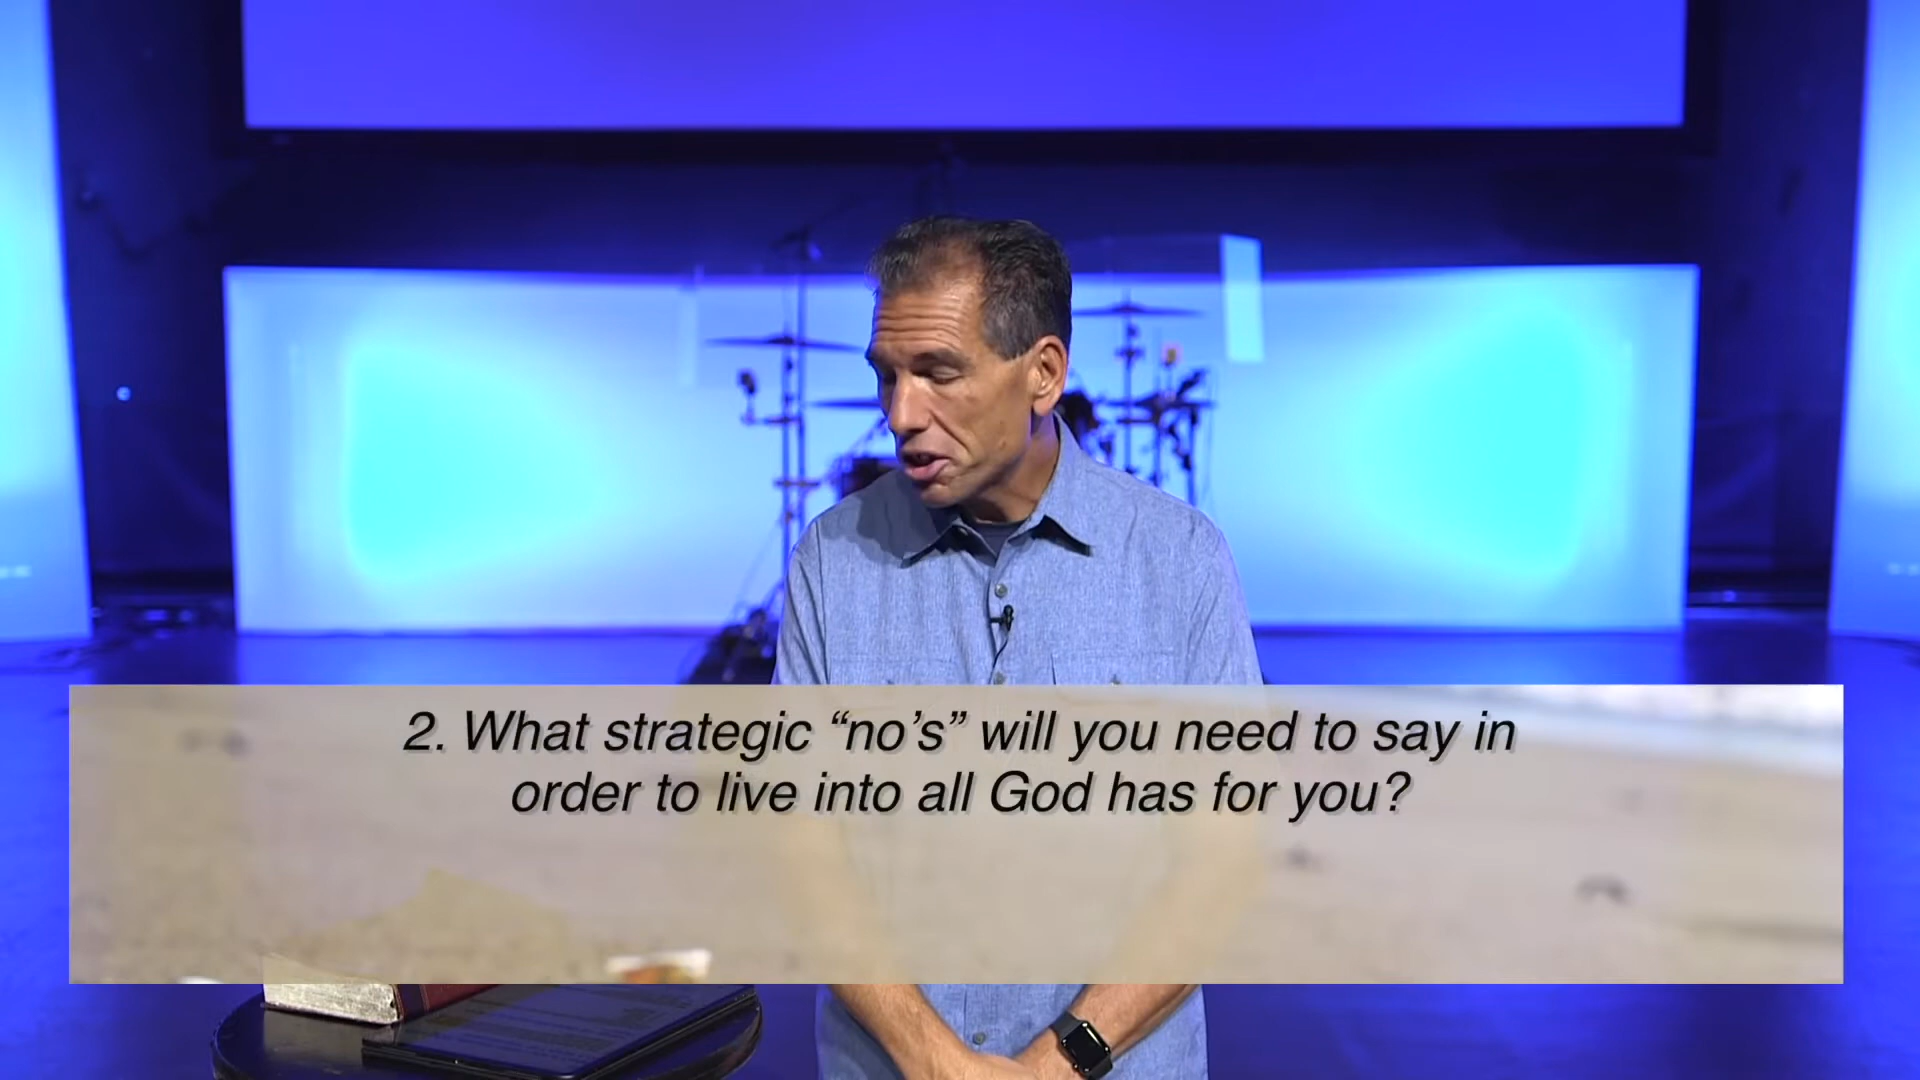 2. What strategic “no’s” will you need to say in
order to live into all God has for you?